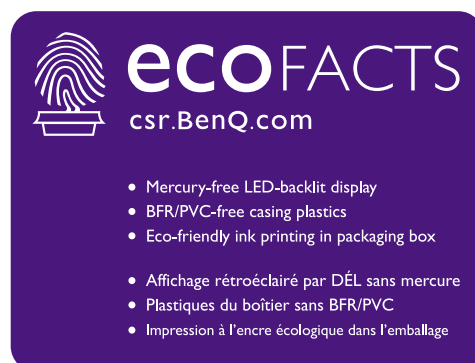 ecoFACTS
csr.BenQ.com
• Mercury-free LED-backlit display
• BFR/PVC-free casing plastics
• Eco-friendly ink printing in packaging box
• Affichage rétroéclairé par DÉL sans mercure
• Plastiques du boîtier sans BFR/PVC
• Impression à l'encre écologique dans l'emballage